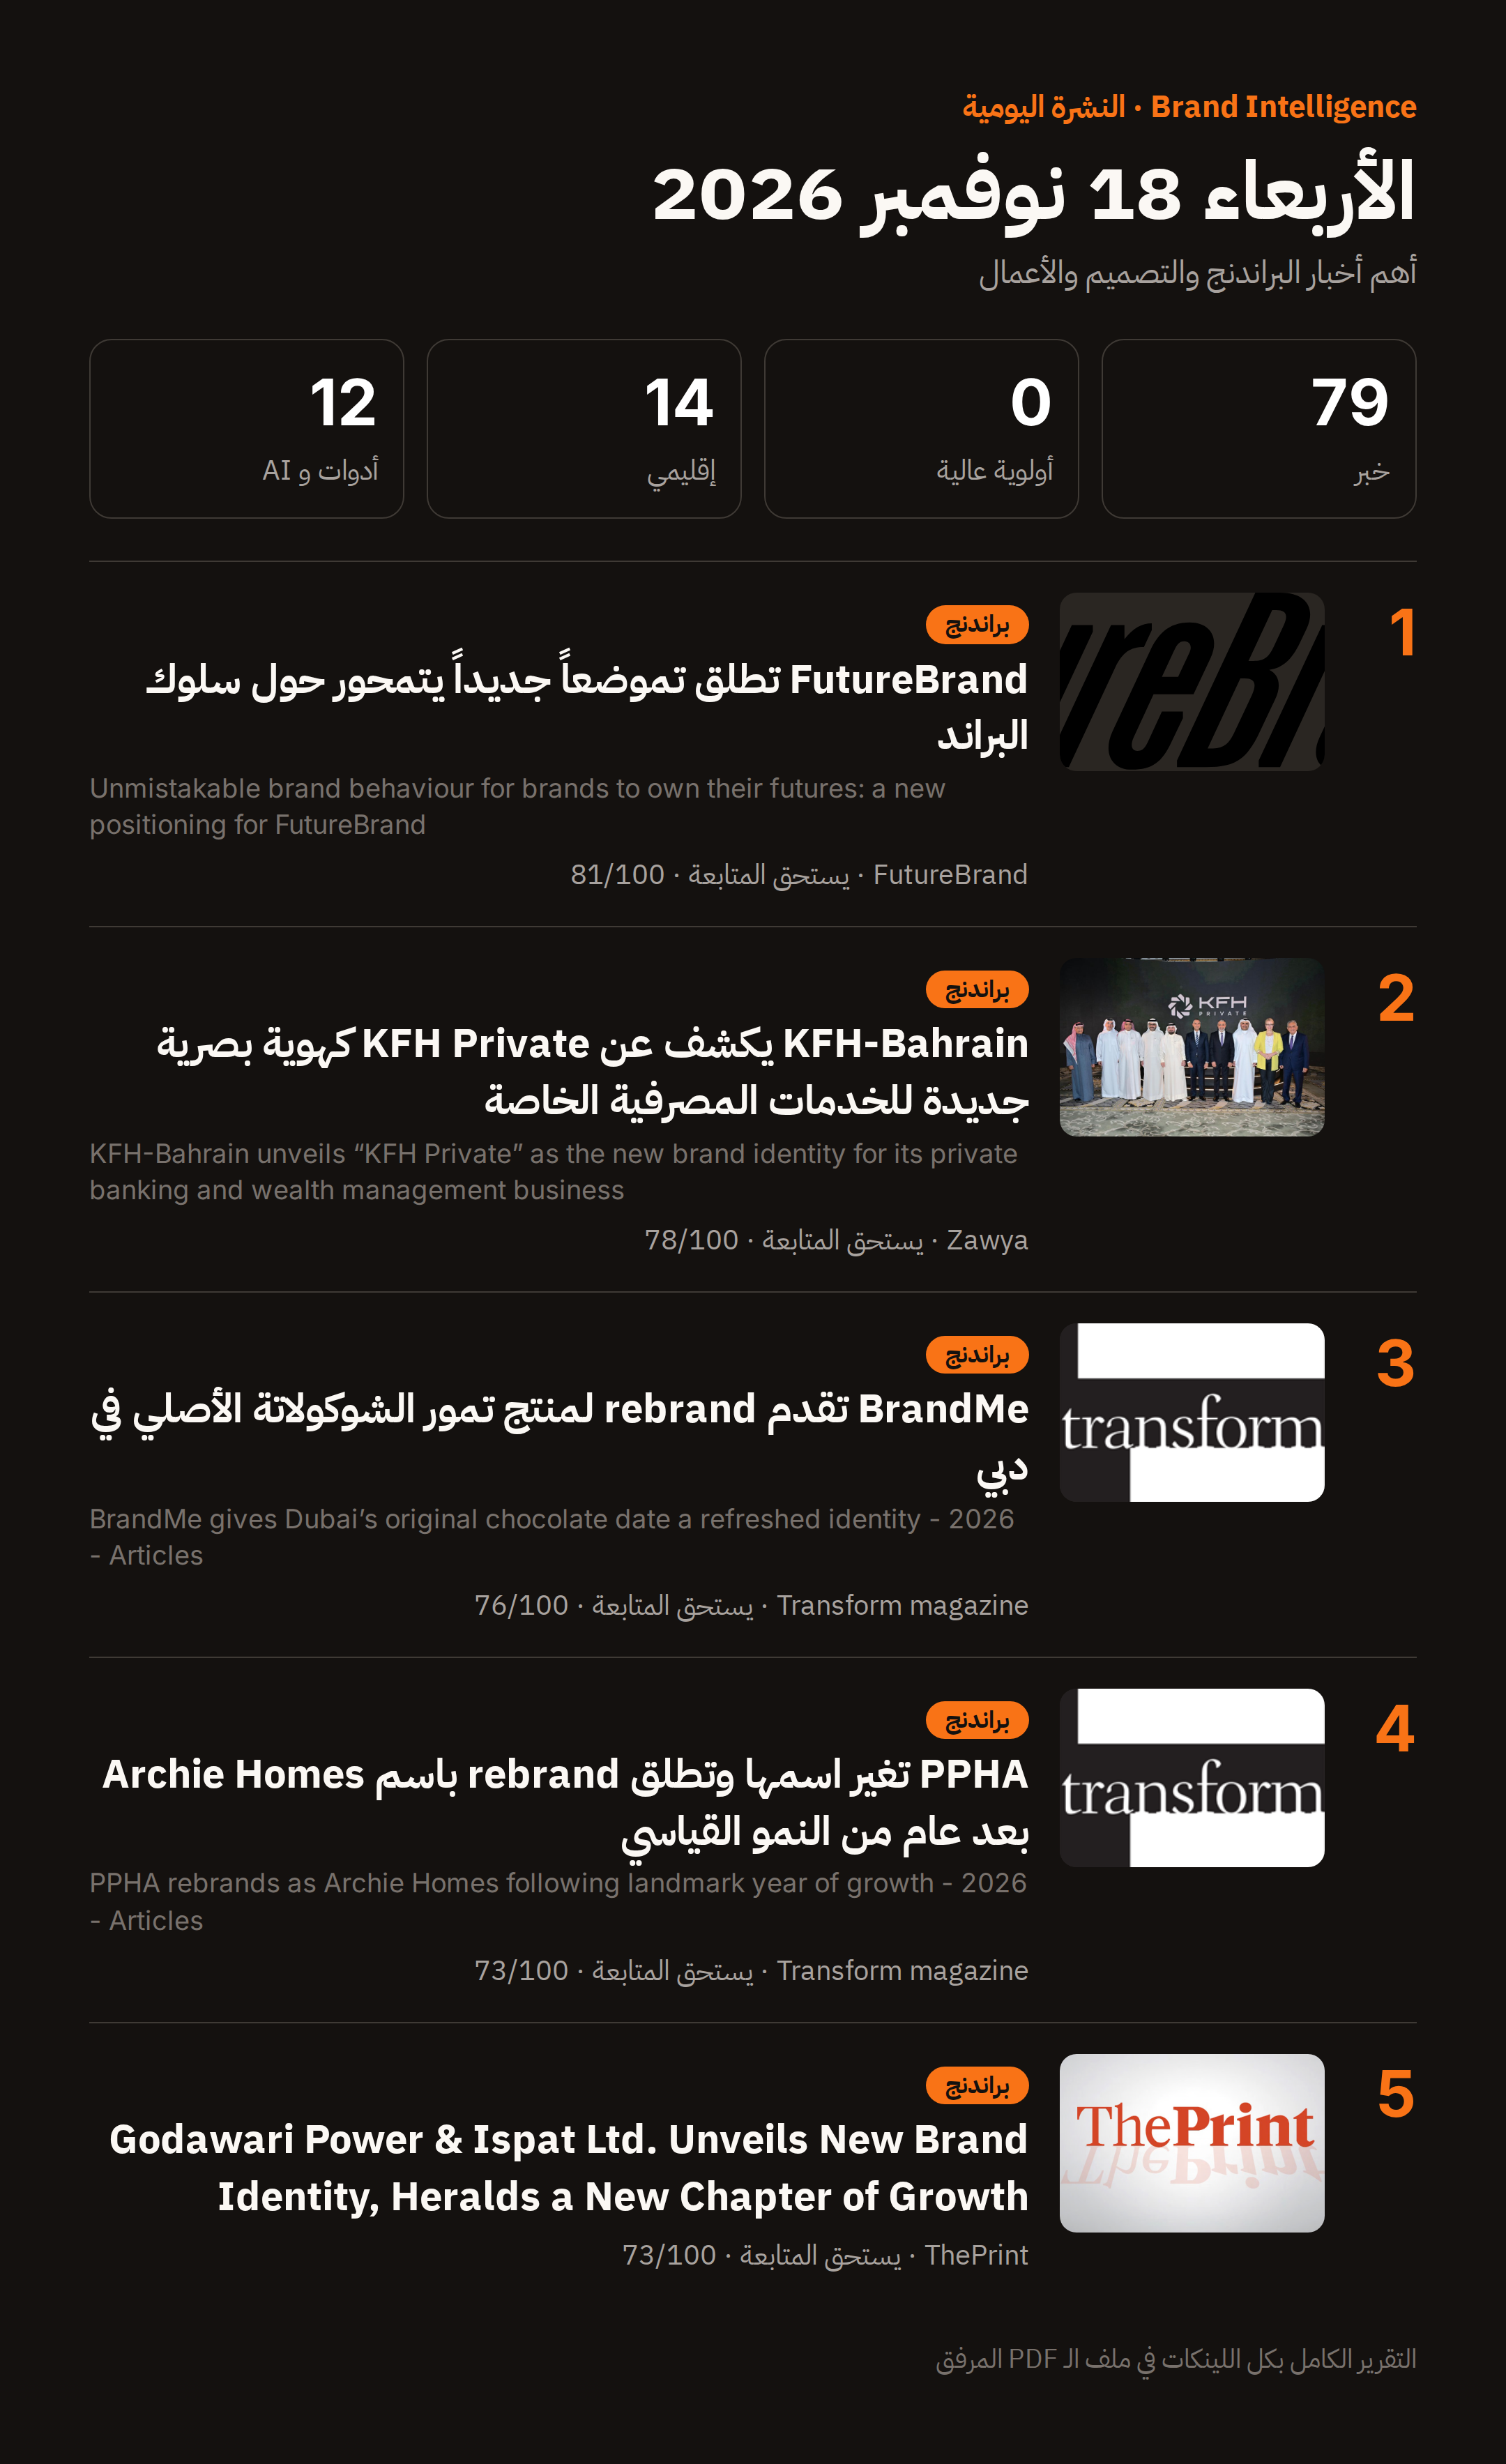 Brand Intelligence · النشرة اليومية
الأربعاء 18 نوفمبر 2026
أهم أخبار البراندنج والتصميم والأعمال
79
خبر
0
أولوية عالية
14
إقليمي
12
أدوات و AI
1
ureBr
براندنج
FutureBrand تطلق تموضعاً جديداً يتمحور حول سلوك
البراند
Unmistakable brand behaviour for brands to own their futures: a new
positioning for FutureBrand
FutureBrand · يستحق المتابعة · 81/100
2
KFH
PRIVATE
براندنج
KFH-Bahrain يكشف عن KFH Private كهوية بصرية
جديدة للخدمات المصرفية الخاصة
KFH-Bahrain unveils “KFH Private” as the new brand identity for its private
banking and wealth management business
Zawya · يستحق المتابعة · 78/100
3
transform
براندنج
BrandMe تقدم rebrand لمنتج تمور الشوكولاتة الأصلي في
دبي
BrandMe gives Dubai’s original chocolate date a refreshed identity - 2026
- Articles
Transform magazine · يستحق المتابعة · 76/100
4
transform
براندنج
PPHA تغير اسمها وتطلق rebrand باسم Archie Homes
بعد عام من النمو القياسي
PPHA rebrands as Archie Homes following landmark year of growth - 2026
- Articles
Transform magazine · يستحق المتابعة · 73/100
5
ThePrint
براندنج
Godawari Power & Ispat Ltd. Unveils New Brand
Identity, Heralds a New Chapter of Growth
ThePrint · يستحق المتابعة · 73/100
التقرير الكامل بكل اللينكات في ملف الـ PDF المرفق